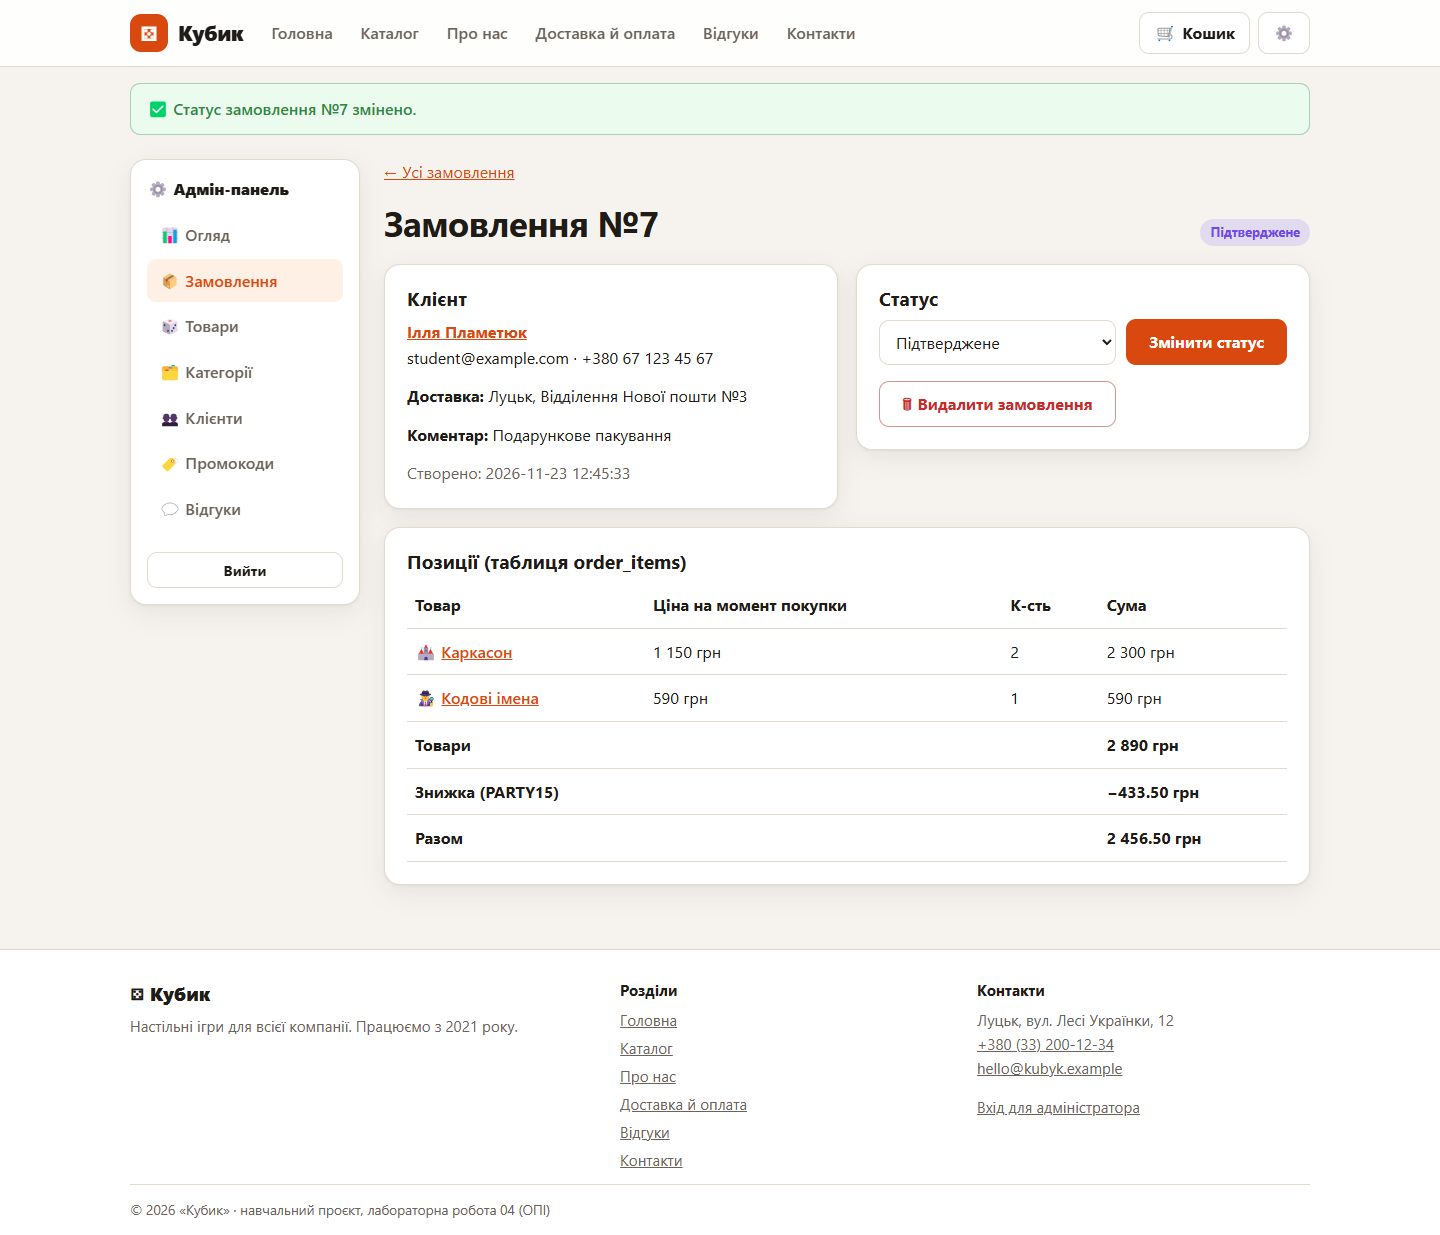 Кубик
Головна
Каталог
Про нас
Доставка й оплата
Відгуки
Контакти
Кошик
Статус замовлення №7 змінено.
Адмін-панель
Огляд
Замовлення
Товари
Категорії
Клієнти
Промокоди
Відгуки
Вийти
← Усі замовлення
Замовлення №7
Підтверджене
Клієнт
Ілля Пламетюк
student@example.com · +380 67 123 45 67
Доставка: Луцьк, Відділення Нової пошти №3
Коментар: Подарункове пакування
Створено: 2026-11-23 12:45:33
Статус
Підтверджене
Змінити статус
Видалити замовлення
Позиції (таблиця order_items)
Товар Ціна на момент покупки К-сть Сума
Каркасон 1 150 грн 2 2 300 грн
Кодові імена 590 грн 1 590 грн
Товари 2 890 грн
Знижка (PARTY15) −433.50 грн
Разом 2 456.50 грн
Кубик
Настільні ігри для всієї компанії. Працюємо з 2021 року.
Розділи
Головна
Каталог
Про нас
Доставка й оплата
Відгуки
Контакти
Контакти
Луцьк, вул. Лесі Українки, 12
+380 (33) 200-12-34
hello@kubyk.example
Вхід для адміністратора
© 2026 «Кубик» · навчальний проєкт, лабораторна робота 04 (ОПІ)